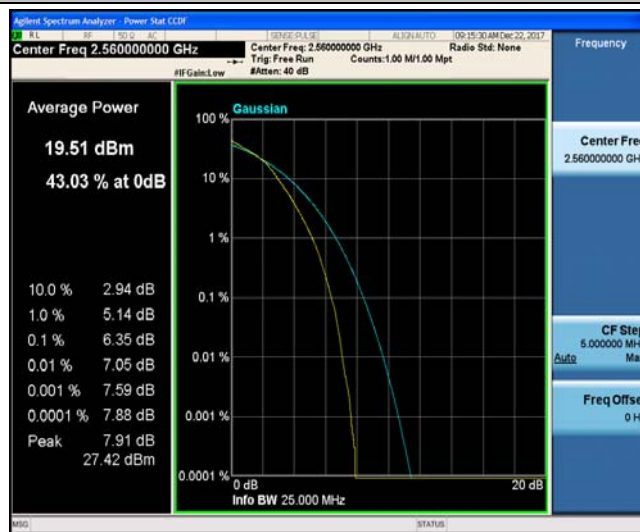 Agilent Spectrum Analyzer - Power Stat CCDF
RL RF 50 Ω AC SENSE:PULSE ALIGN AUTO 09:15:30 AM Dec 22, 2017
Center Freq 2.560000000 GHz
Center Freq: 2.560000000 GHz Radio Std: None
Trig: Free Run Counts:1.00 M/1.00 Mpt
#IFGain:Low #Atten: 40 dB
Average Power
19.51 dBm
43.03 % at 0dB
10.0 % 2.94 dB
1.0 % 5.14 dB
0.1 % 6.35 dB
0.01 % 7.05 dB
0.001 % 7.59 dB
0.0001 % 7.88 dB
Peak 7.91 dB
27.42 dBm
Gaussian
100 %
10 %
1 %
0.1 %
0.01 %
0.001 %
0.0001 %
0 dB 20 dB
Info BW 25.000 MHz
Frequency
Center Fre
2.560000000 GH
CF Step
5.000000 MH
Auto Ma
Freq Offse
0 H
MSG STATUS